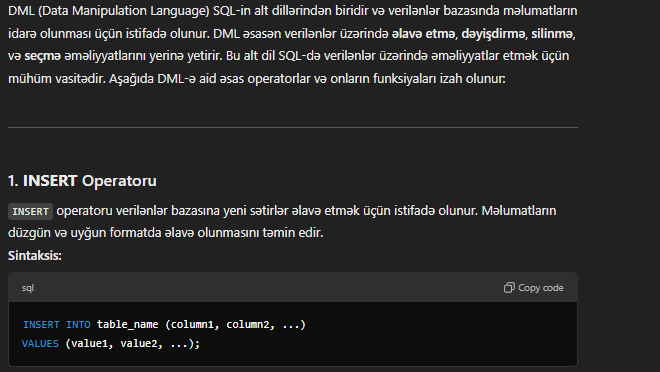 DML (Data Manipulation Language) SQL-in alt dillərindən biridir və verilənlər bazasında məlumatların
idarə olunması üçün istifadə olunur. DML əsasən verilənlər üzərində əlavə etmə, dəyişdirmə, silinmə,
və seçmə əməliyyatlarını yerinə yetirir. Bu alt dil SQL-də verilənlər üzərində əməliyyatlar etmək üçün
mühüm vasitədir. Aşağıda DML-ə aid əsas operatorlar və onların funksiyaları izah olunur:
1. INSERT Operatoru
INSERT operatoru verilənlər bazasına yeni sətirlər əlavə etmək üçün istifadə olunur. Məlumatların
düzgün və uyğun formatda əlavə olunmasını təmin edir.
Sintaksis:
sql Copy code
INSERT INTO table_name (column1, column2, ...)
VALUES (value1, value2, ...);